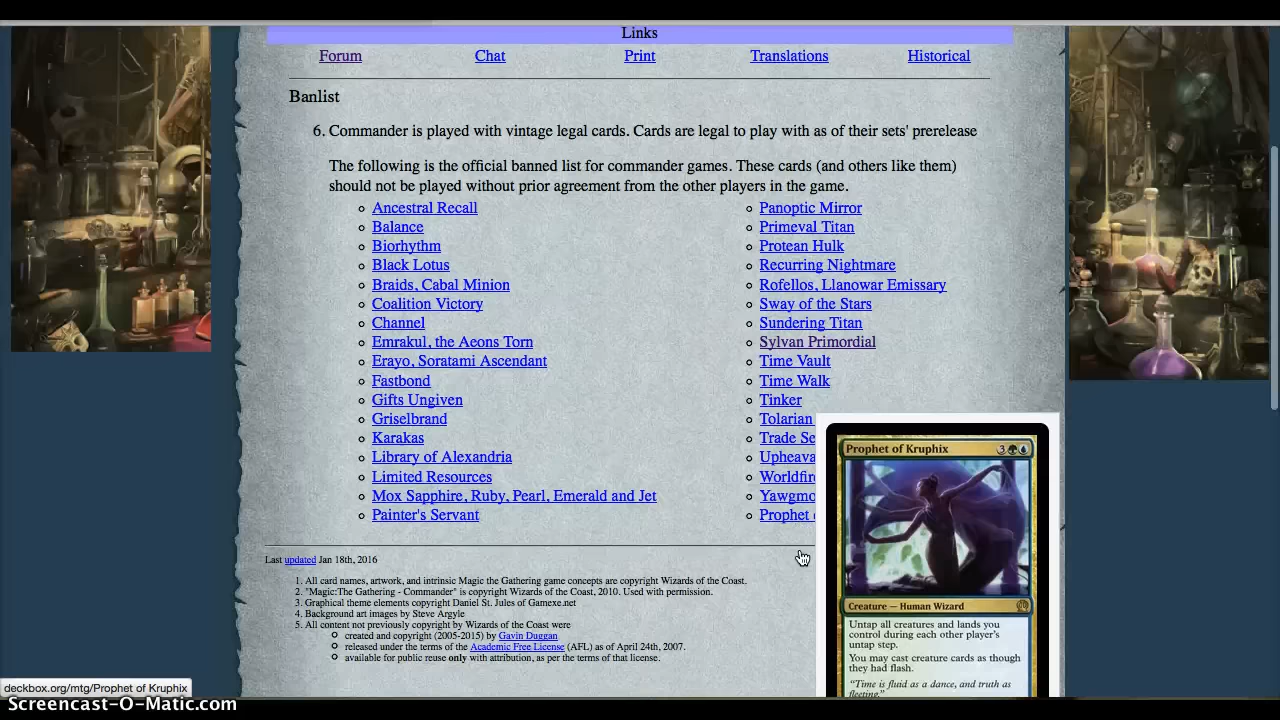 Links
Forum Chat Print Translations Historical
Banlist
6. Commander is played with vintage legal cards. Cards are legal to play with as of their sets' prerelease
The following is the official banned list for commander games. These cards (and others like them)
should not be played without prior agreement from the other players in the game.
Ancestral Recall
Balance
Biorhythm
Black Lotus
Braids, Cabal Minion
Coalition Victory
Channel
Emrakul, the Aeons Torn
Erayo, Soratami Ascendant
Fastbond
Gifts Ungiven
Griselbrand
Karakas
Library of Alexandria
Limited Resources
Mox Sapphire, Ruby, Pearl, Emerald and Jet
Painter's Servant
Panoptic Mirror
Primeval Titan
Protean Hulk
Recurring Nightmare
Rofellos, Llanowar Emissary
Sway of the Stars
Sundering Titan
Sylvan Primordial
Time Vault
Time Walk
Tinker
Tolarian
Trade Se
Upheava
Worldfir
Yawgmo
Prophet
Prophet of Kruphix 3
Creature — Human Wizard
Untap all creatures and lands you
control during each other player's
untap step.
You may cast creature cards as though
they had flash.
"Time is fluid as a dance, and truth as
fleeting."
Last updated Jan 18th, 2016
1. All card names, artwork, and intrinsic Magic the Gathering game concepts are copyright Wizards of the Coast.
2. "Magic:The Gathering - Commander" is copyright Wizards of the Coast, 2010. Used with permission.
3. Graphical theme elements copyright Daniel St. Jules of Gamexe.net
4. Background art images by Steve Argyle
5. All content not previously copyright by Wizards of the Coast were
created and copyright (2005-2015) by Gavin Duggan
released under the terms of the Academic Free License (AFL) as of April 24th, 2007.
available for public reuse only with attribution, as per the terms of that license.
deckbox.org/mtg/Prophet of Kruphix
Screencast-O-Matic.com